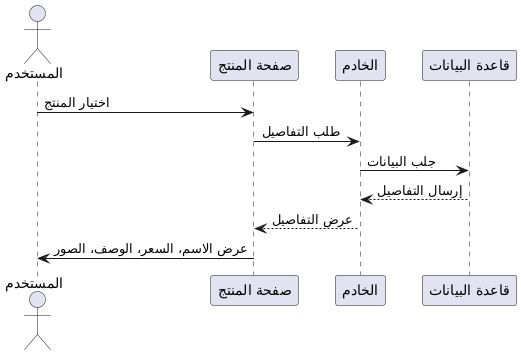 المستخدم
صفحة المنتج
الخادم
قاعدة البيانات
اختيار المنتج
طلب التفاصيل
جلب البيانات
إرسال التفاصيل
عرض التفاصيل
عرض الاسم، السعر، الوصف، الصور
المستخدم
صفحة المنتج
الخادم
قاعدة البيانات